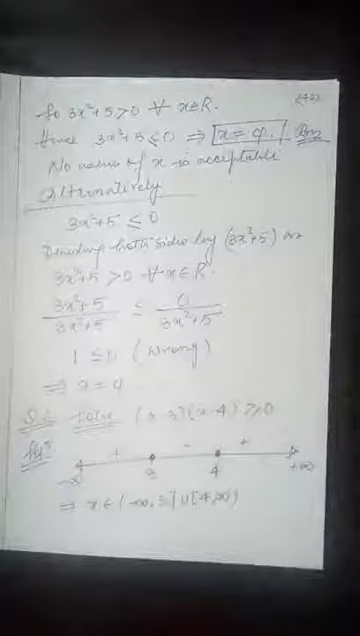 So 3x²+5>0 ∀ x∈R.
Hence 3x²+5≤0 ⇒ x=φ. Ans
No value of x is acceptable
Alternatively
3x²+5 ≤ 0
Dividing both sides by (3x²+5) as
3x²+5 >0 ∀x∈R.
(3x²+5)/(3x²+5) ≤ 0/(3x²+5)
1 ≤ 0 (wrong)
⇒ x=φ
Solve (x-3)(x-4) ≥0
+ - +
-∞ 3 4 +∞
⇒ x∈(-∞,3]∪[4,∞)